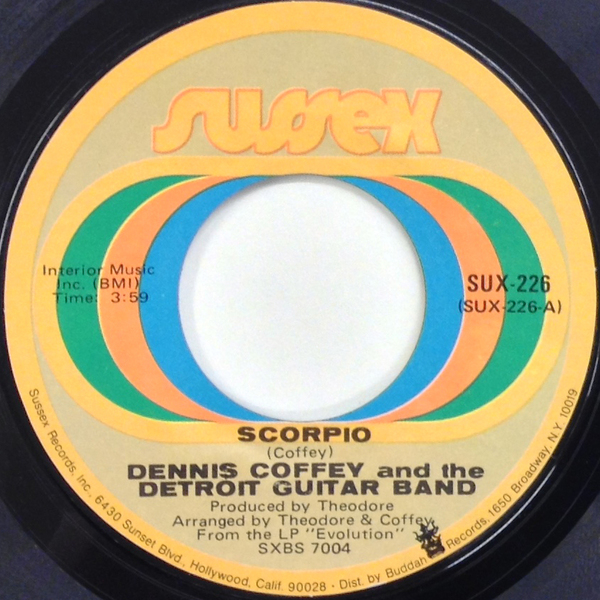 sussex
Interior Music
Inc. (BMI)
Time: 3:59
SUX-226
(SUX-226-A)
SCORPIO
(Coffey)
DENNIS COFFEY and the
DETROIT GUITAR BAND
Produced by Theodore
Arranged by Theodore & Coffey
From the LP "Evolution"
SXBS 7004
Sussex Records, Inc., 6430 Sunset Blvd., Hollywood, Calif. 90028 · Dist. by Buddah Records, 1650 Broadway, N.Y. 10019